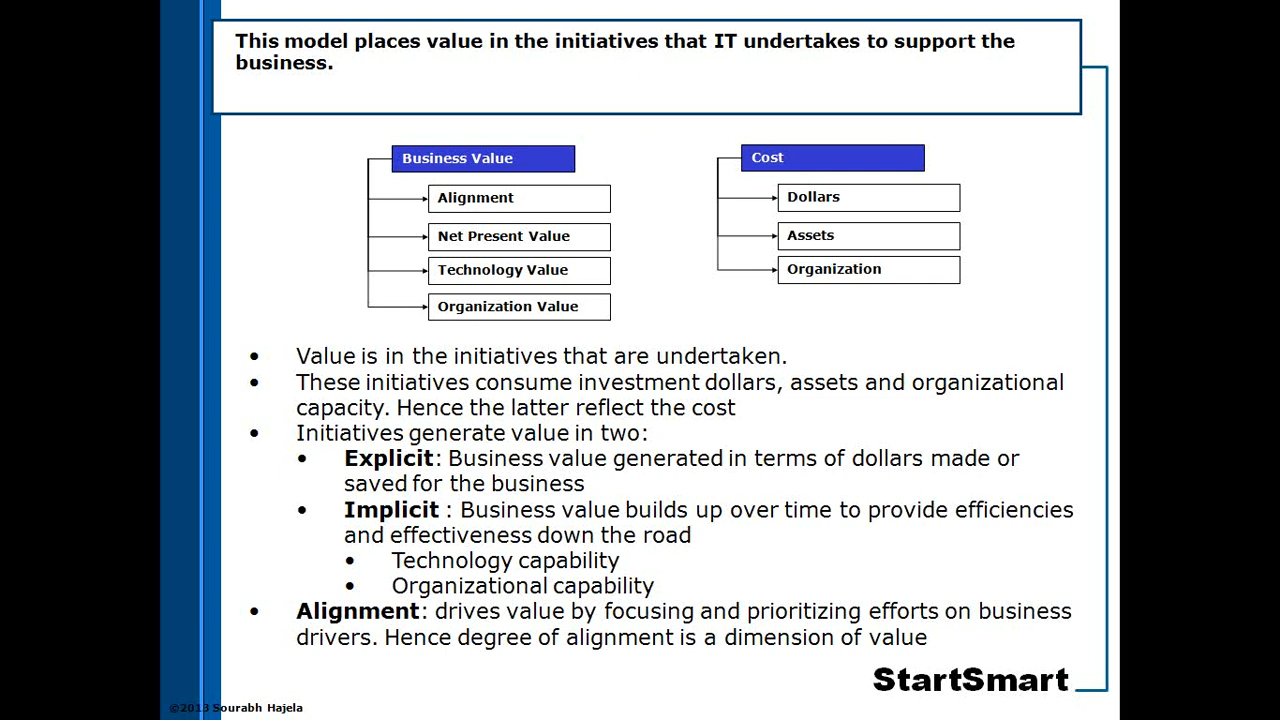 This model places value in the initiatives that IT undertakes to support the
business.
Business Value
Alignment
Net Present Value
Technology Value
Organization Value
Cost
Dollars
Assets
Organization
• Value is in the initiatives that are undertaken.
• These initiatives consume investment dollars, assets and organizational
capacity. Hence the latter reflect the cost
• Initiatives generate value in two:
• Explicit: Business value generated in terms of dollars made or
saved for the business
• Implicit : Business value builds up over time to provide efficiencies
and effectiveness down the road
• Technology capability
• Organizational capability
• Alignment: drives value by focusing and prioritizing efforts on business
drivers. Hence degree of alignment is a dimension of value
StartSmart
©2013 Sourabh Hajela